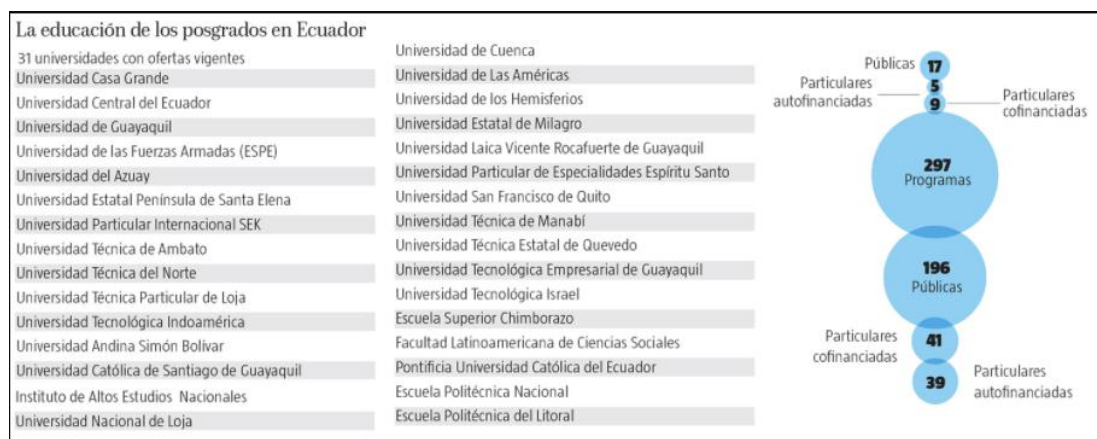 La educación de los posgrados en Ecuador
31 universidades con ofertas vigentes
Universidad Casa Grande
Universidad Central del Ecuador
Universidad de Guayaquil
Universidad de las Fuerzas Armadas (ESPE)
Universidad del Azuay
Universidad Estatal Península de Santa Elena
Universidad Particular Internacional SEK
Universidad Técnica de Ambato
Universidad Técnica del Norte
Universidad Técnica Particular de Loja
Universidad Tecnológica Indoamérica
Universidad Andina Simón Bolívar
Universidad Católica de Santiago de Guayaquil
Instituto de Altos Estudios Nacionales
Universidad Nacional de Loja
Universidad de Cuenca
Universidad de Las Américas
Universidad de los Hemisferios
Universidad Estatal de Milagro
Universidad Laica Vicente Rocafuerte de Guayaquil
Universidad Particular de Especialidades Espíritu Santo
Universidad San Francisco de Quito
Universidad Técnica de Manabí
Universidad Técnica Estatal de Quevedo
Universidad Tecnológica Empresarial de Guayaquil
Universidad Tecnológica Israel
Escuela Superior Chimborazo
Facultad Latinoamericana de Ciencias Sociales
Pontificia Universidad Católica del Ecuador
Escuela Politécnica Nacional
Escuela Politécnica del Litoral
Públicas
17
Particulares
autofinanciadas
5
9
Particulares
cofinanciadas
297
Programas
196
Públicas
Particulares
cofinanciadas
41
39
Particulares
autofinanciadas